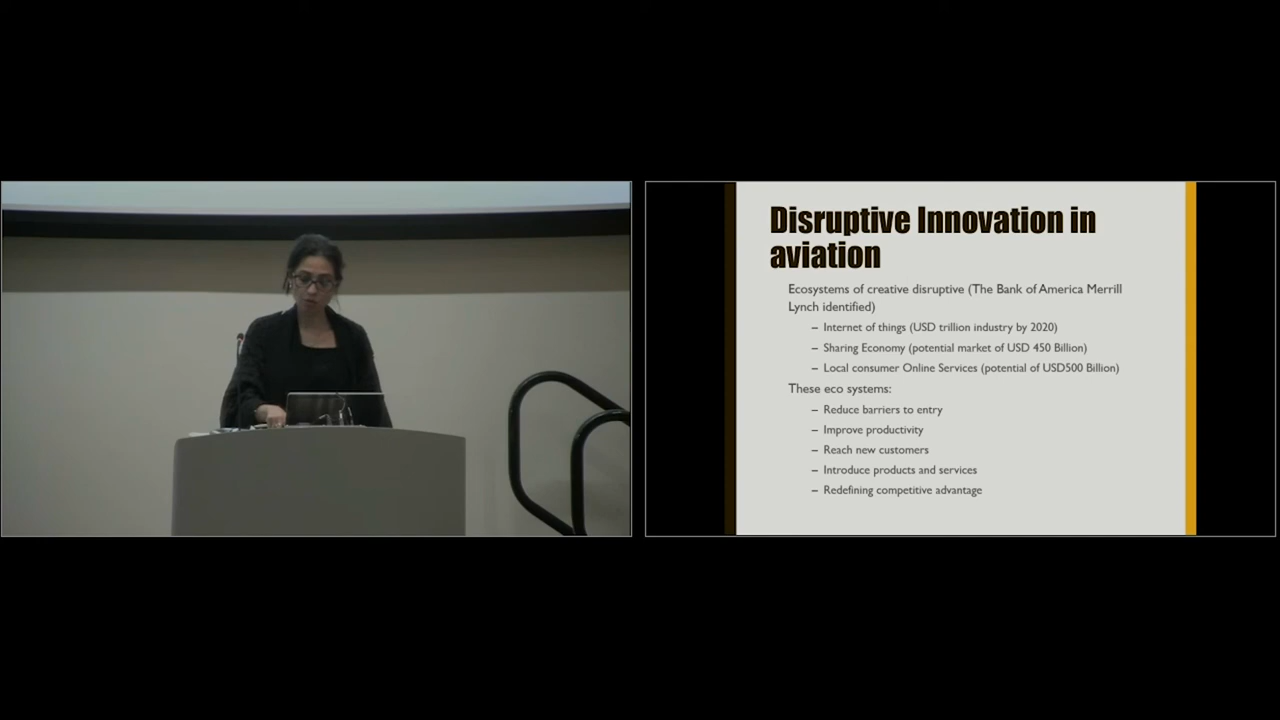 Disruptive Innovation in
aviation
Ecosystems of creative disruptive (The Bank of America Merrill
Lynch identified)
– Internet of things (USD trillion industry by 2020)
– Sharing Economy (potential market of USD 450 Billion)
– Local consumer Online Services (potential of USD500 Billion)
These eco systems:
– Reduce barriers to entry
– Improve productivity
– Reach new customers
– Introduce products and services
– Redefining competitive advantage